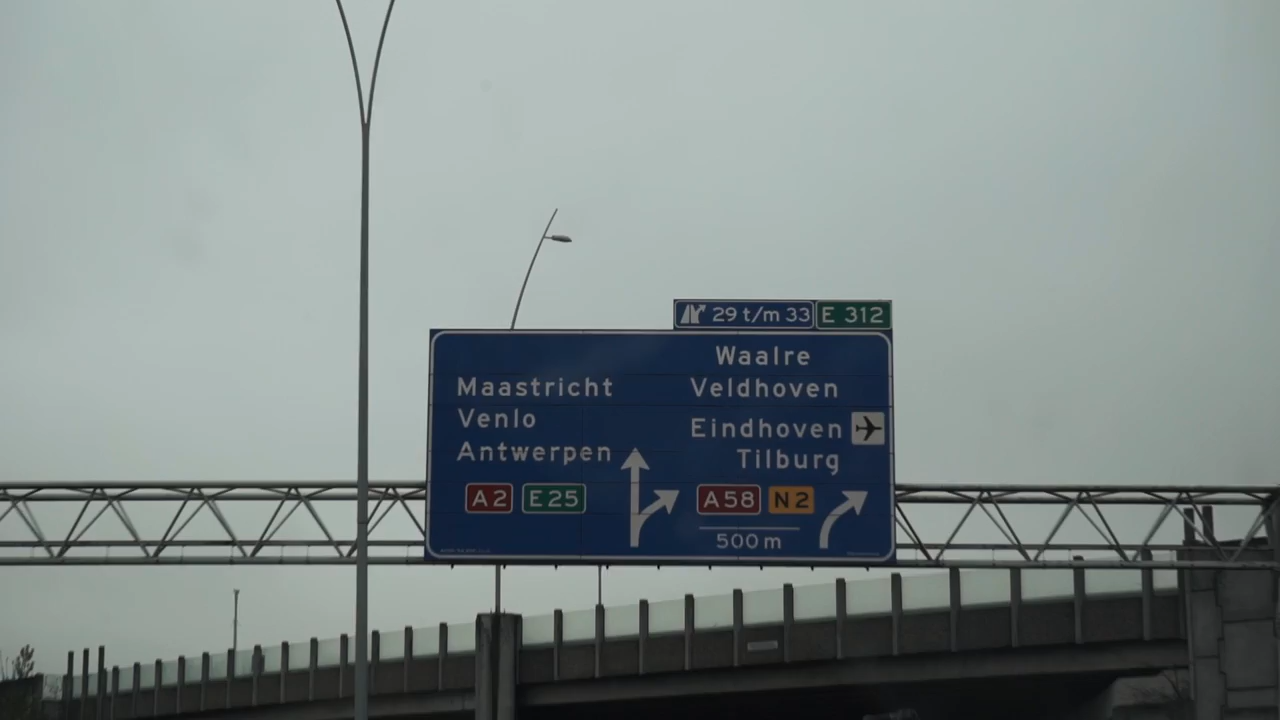 29 t/m 33
E 312
Maastricht
Venlo
Antwerpen
A2 E25
Waalre
Veldhoven
Eindhoven
Tilburg
A58 N2
500 m